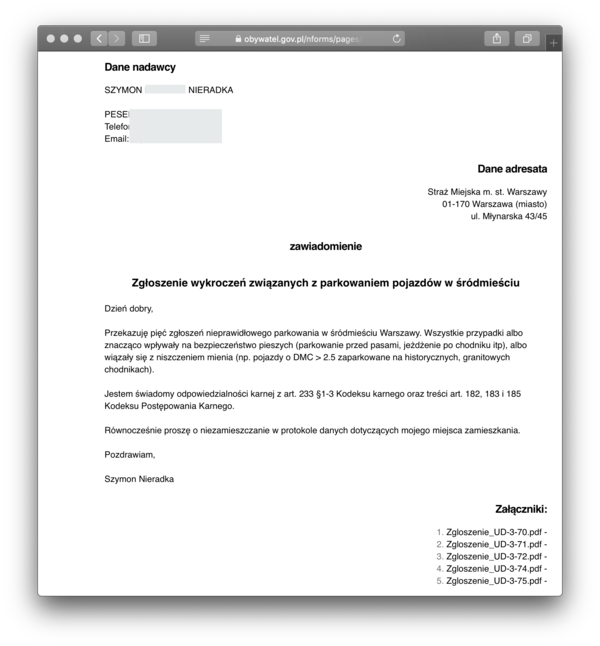 obywatel.gov.pl/nforms/pages/
Dane nadawcy
SZYMON NIERADKA
PESE
Telefo
Email:
Dane adresata
Straż Miejska m. st. Warszawy
01-170 Warszawa (miasto)
ul. Młynarska 43/45
zawiadomienie
Zgłoszenie wykroczeń związanych z parkowaniem pojazdów w śródmieściu
Dzień dobry,
Przekazuję pięć zgłoszeń nieprawidłowego parkowania w śródmieściu Warszawy. Wszystkie przypadki albo
znacząco wpływały na bezpieczeństwo pieszych (parkowanie przed pasami, jeżdżenie po chodniku itp), albo
wiązały się z niszczeniem mienia (np. pojazdy o DMC > 2.5 zaparkowane na historycznych, granitowych
chodnikach).
Jestem świadomy odpowiedzialności karnej z art. 233 §1-3 Kodeksu karnego oraz treści art. 182, 183 i 185
Kodeksu Postępowania Karnego.
Równocześnie proszę o niezamieszczanie w protokole danych dotyczących mojego miejsca zamieszkania.
Pozdrawiam,
Szymon Nieradka
Załączniki:
1. Zgloszenie_UD-3-70.pdf -
2. Zgloszenie_UD-3-71.pdf -
3. Zgloszenie_UD-3-72.pdf -
4. Zgloszenie_UD-3-74.pdf -
5. Zgloszenie_UD-3-75.pdf -